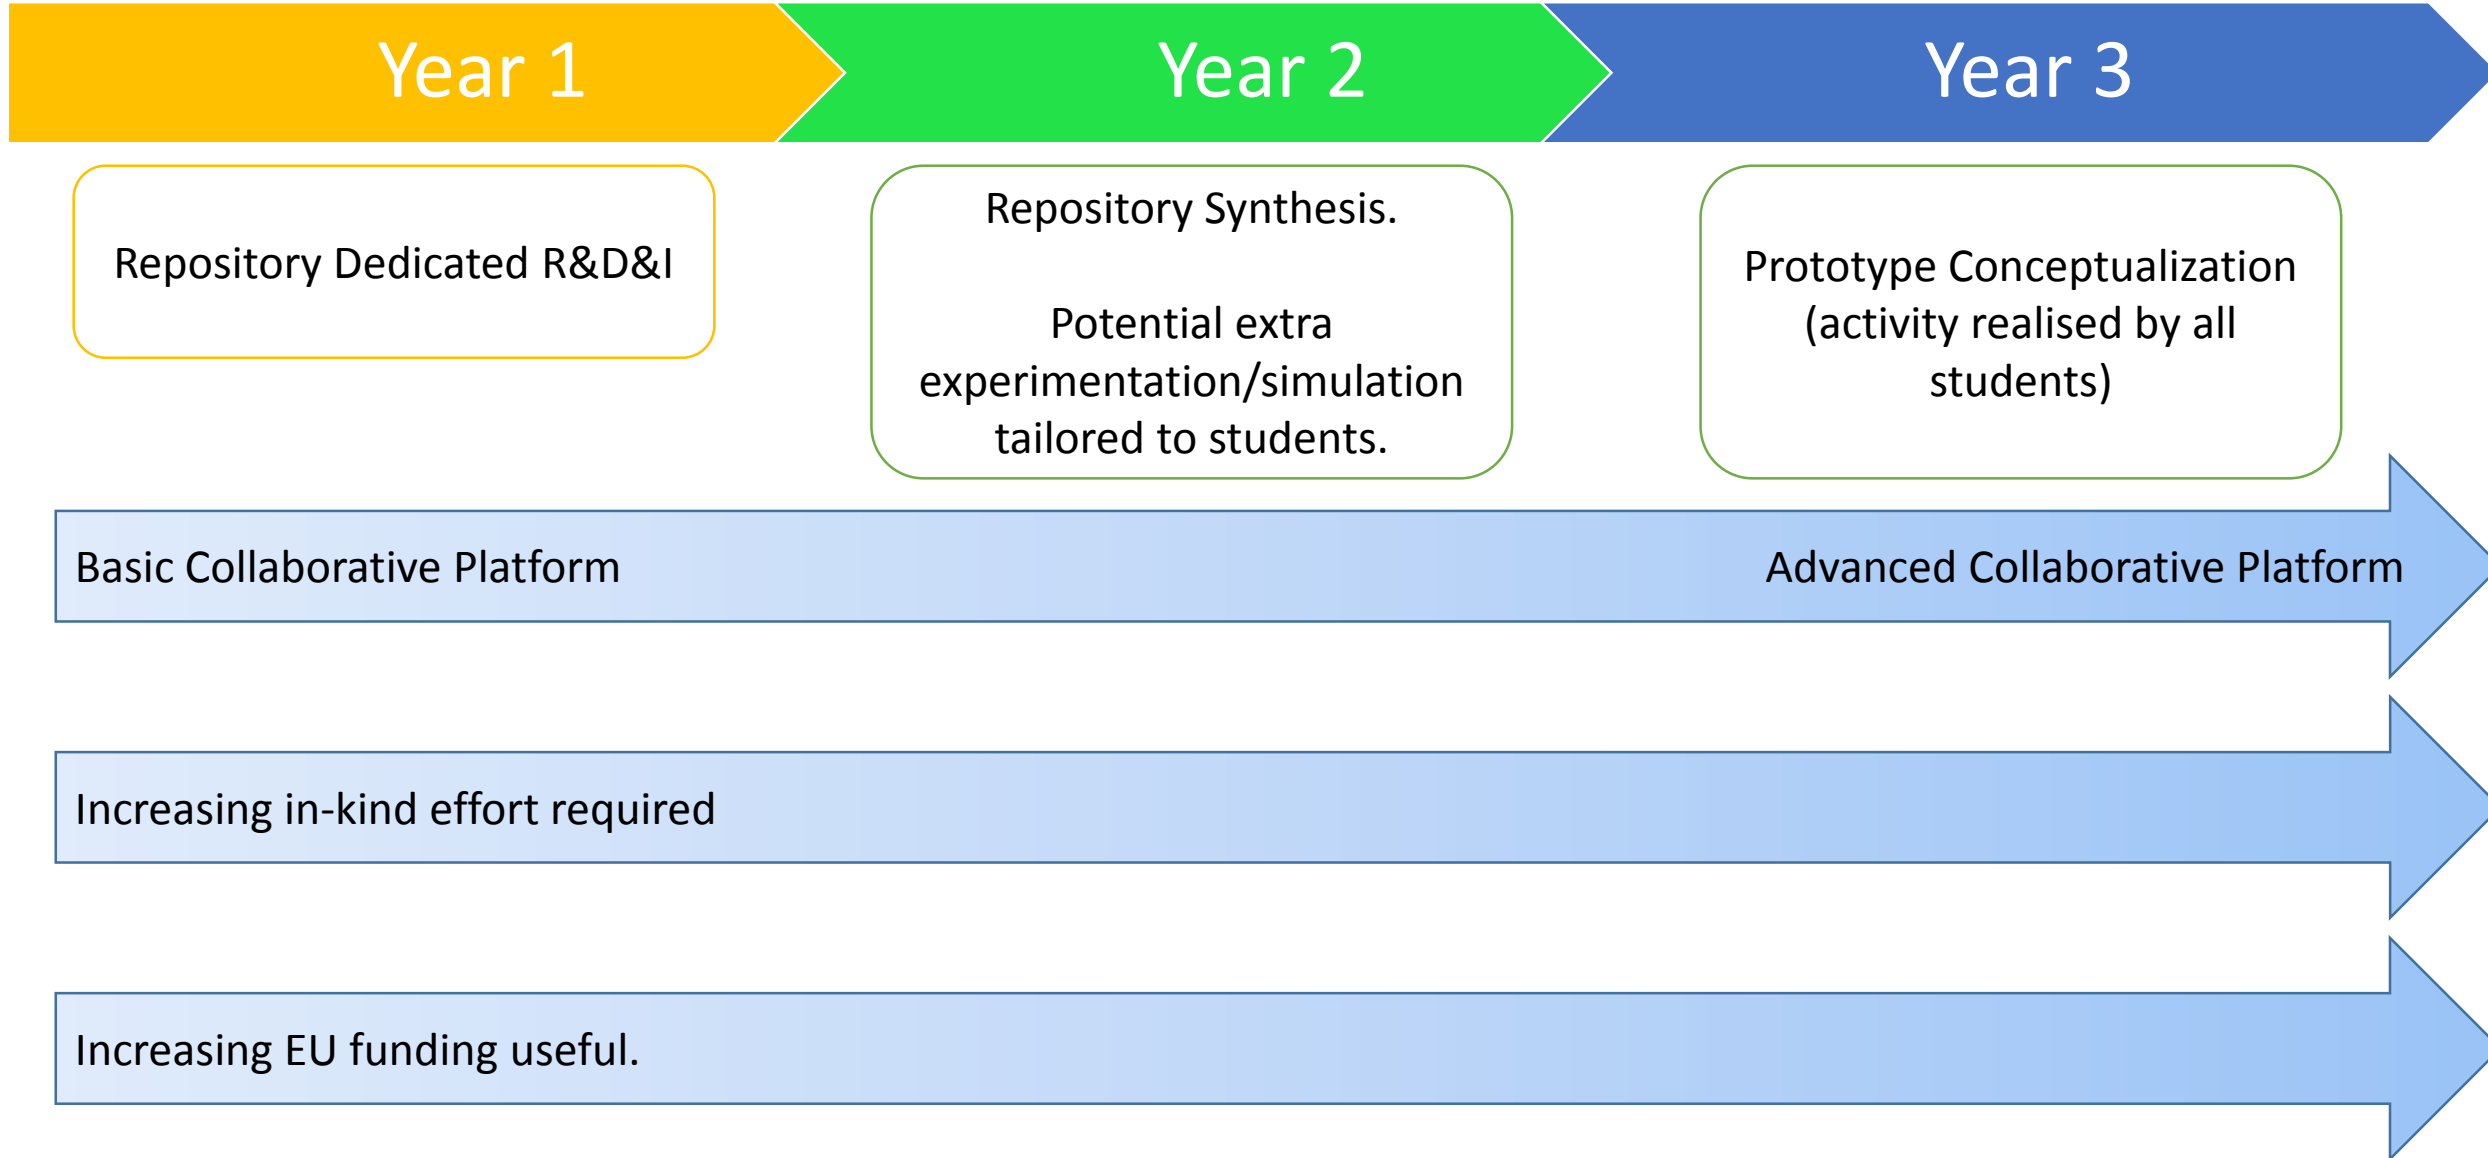 Year 1
Year 2
Year 3
Repository Dedicated R&D&I
Repository Synthesis.
Potential extra
experimentation/simulation
tailored to students.
Prototype Conceptualization
(activity realised by all
students)
Basic Collaborative Platform
Advanced Collaborative Platform
Increasing in-kind effort required
Increasing EU funding useful.